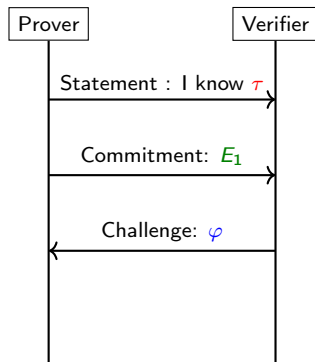 Prover
Verifier
Statement : I know τ
Commitment: E₁
Challenge: φ